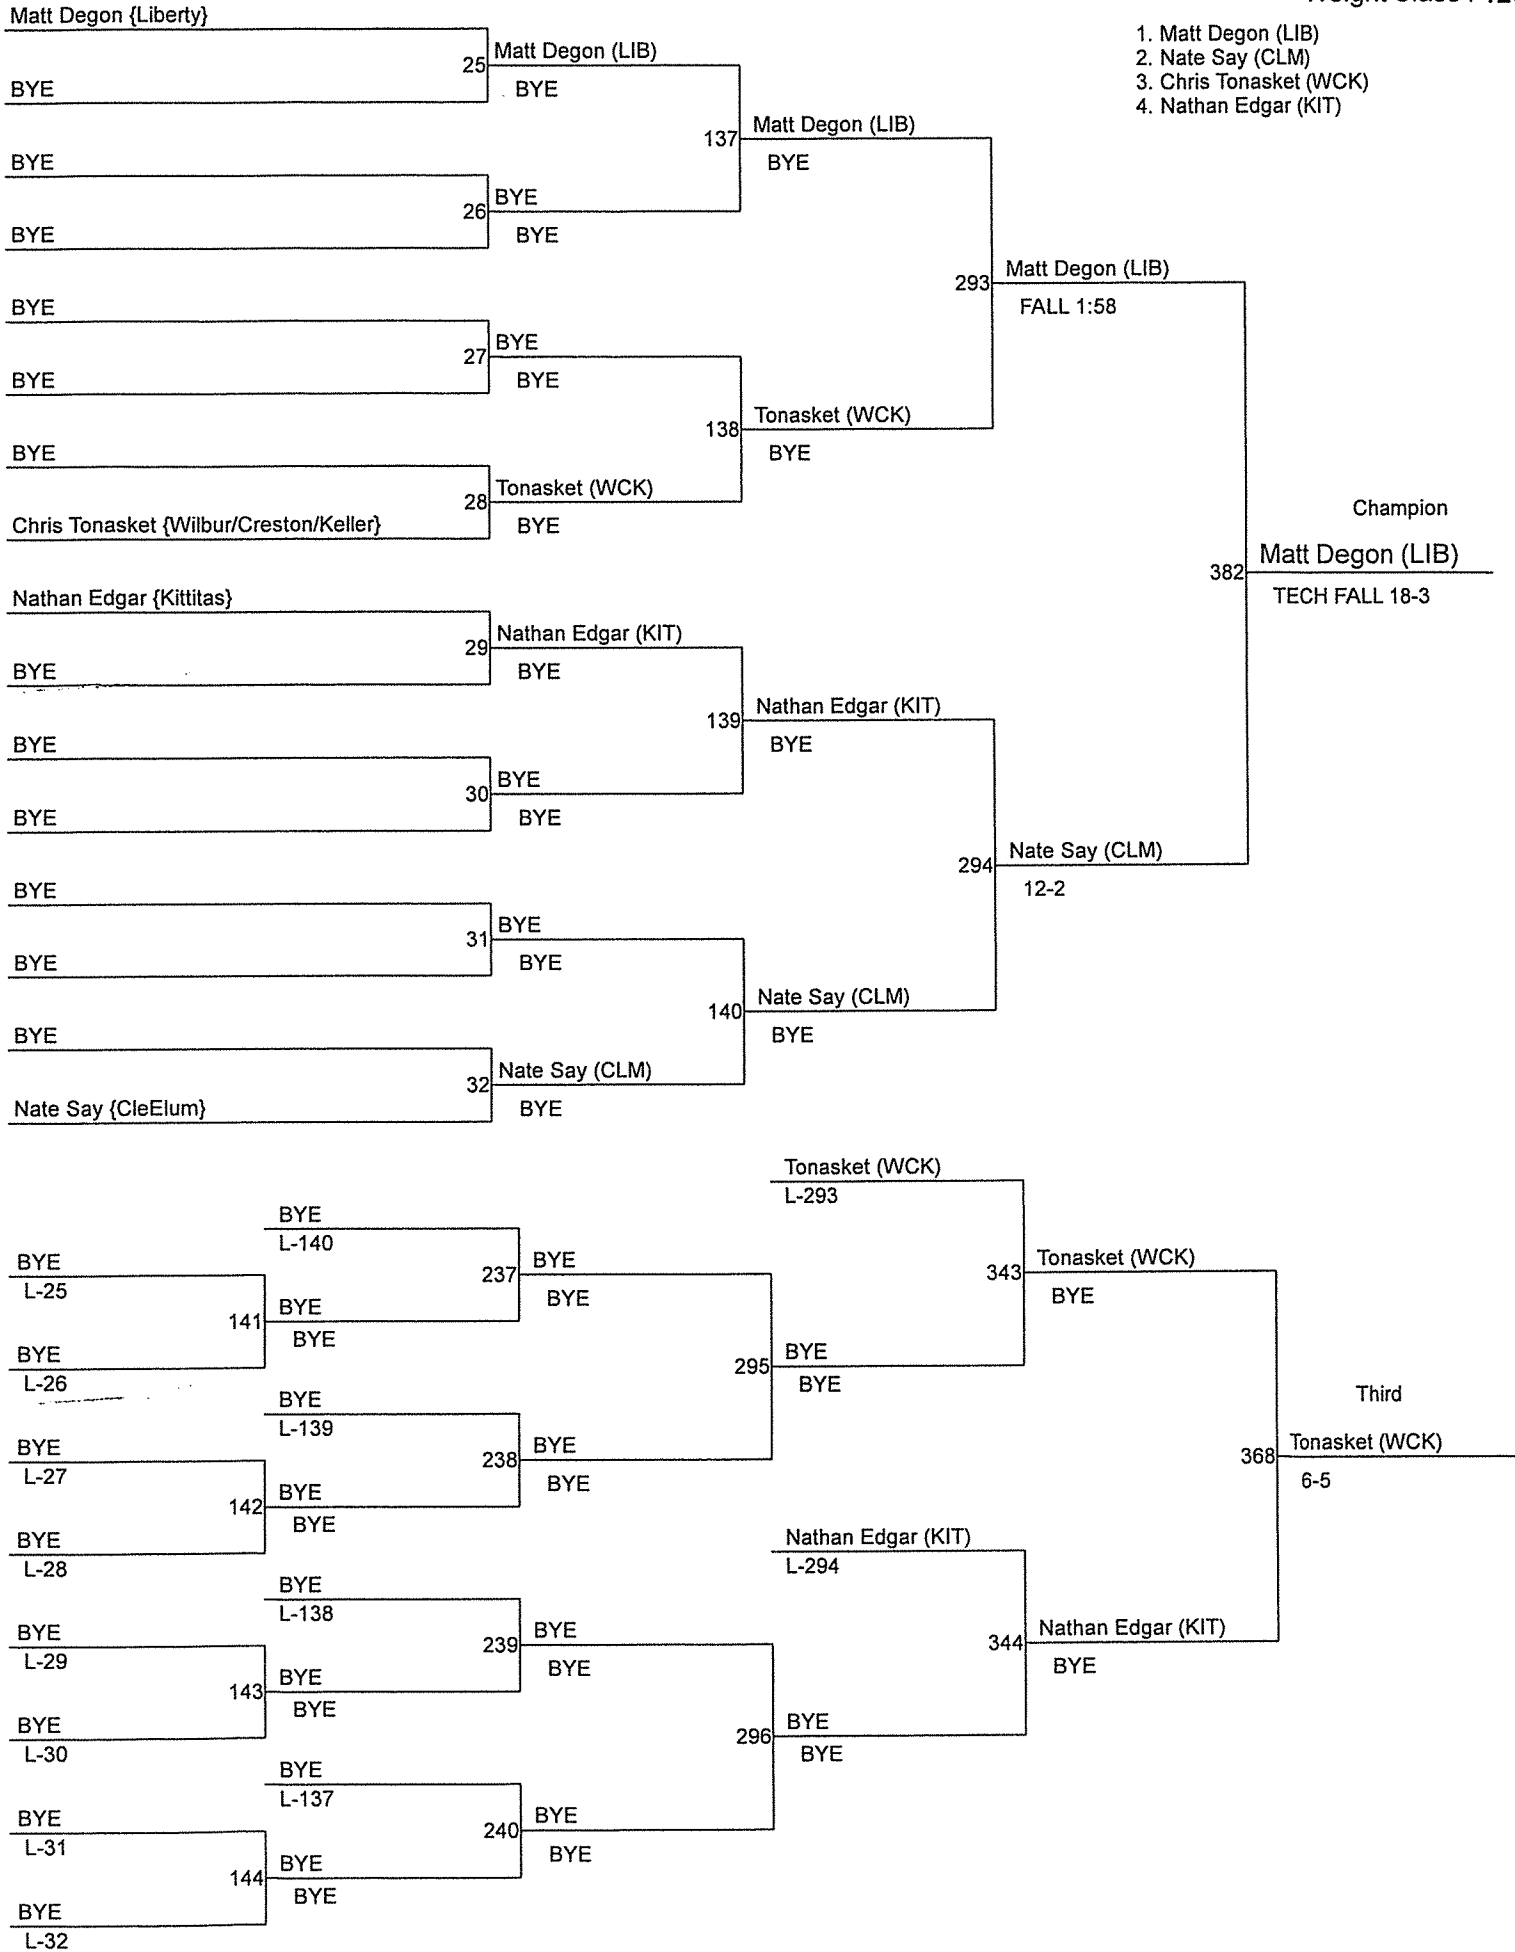 Matt Degon {Liberty}
1. Matt Degon (LIB)
2. Nate Say (CLM)
3. Chris Tonasket (WCK)
4. Nathan Edgar (KIT)
25 Matt Degon (LIB)
BYE
BYE
137 Matt Degon (LIB)
BYE
BYE
26 BYE
BYE
BYE
293 Matt Degon (LIB)
FALL 1:58
BYE
27 BYE
BYE
BYE
138 Tonasket (WCK)
BYE
BYE
28 Tonasket (WCK)
BYE
Chris Tonasket {Wilbur/Creston/Keller}
Champion
382 Matt Degon (LIB)
TECH FALL 18-3
Nathan Edgar {Kittitas}
29 Nathan Edgar (KIT)
BYE
BYE
139 Nathan Edgar (KIT)
BYE
BYE
30 BYE
BYE
BYE
294 Nate Say (CLM)
12-2
BYE
31 BYE
BYE
BYE
140 Nate Say (CLM)
BYE
BYE
32 Nate Say (CLM)
BYE
Nate Say {CleElum}
Tonasket (WCK)
L-293
BYE
L-140
BYE
L-25
237 BYE
BYE
343 Tonasket (WCK)
BYE
141 BYE
BYE
BYE
L-26
295 BYE
BYE
BYE
L-139
Third
BYE
L-27
238 BYE
BYE
368 Tonasket (WCK)
6-5
142 BYE
BYE
BYE
L-28
Nathan Edgar (KIT)
L-294
BYE
L-138
BYE
L-29
239 BYE
BYE
344 Nathan Edgar (KIT)
BYE
143 BYE
BYE
BYE
L-30
296 BYE
BYE
BYE
L-137
BYE
L-31
240 BYE
BYE
144 BYE
BYE
BYE
L-32